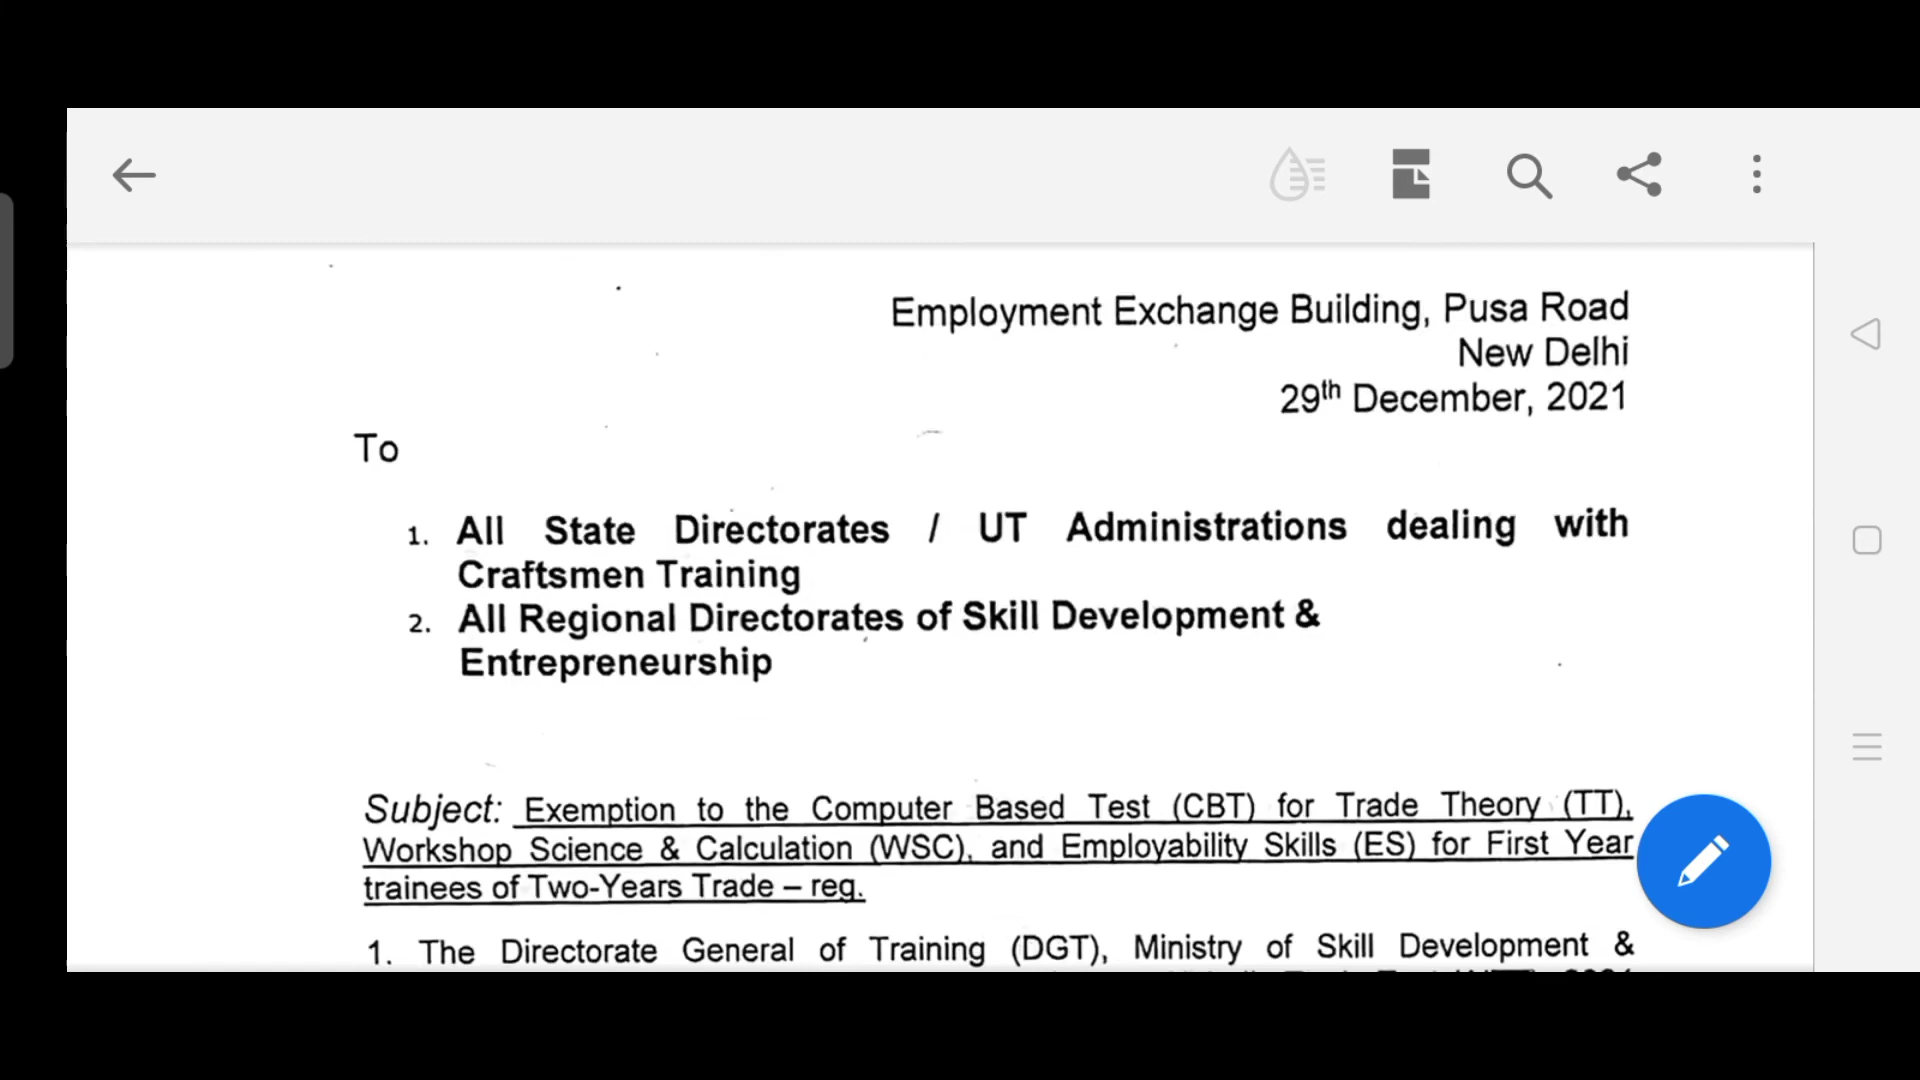 Employment Exchange Building, Pusa Road
New Delhi
29th December, 2021
To
1. All State Directorates / UT Administrations dealing with
Craftsmen Training
2. All Regional Directorates of Skill Development &
Entrepreneurship
Subject: Exemption to the Computer Based Test (CBT) for Trade Theory (TT),
Workshop Science & Calculation (WSC), and Employability Skills (ES) for First Year
trainees of Two-Years Trade – reg.
1. The Directorate General of Training (DGT), Ministry of Skill Development &